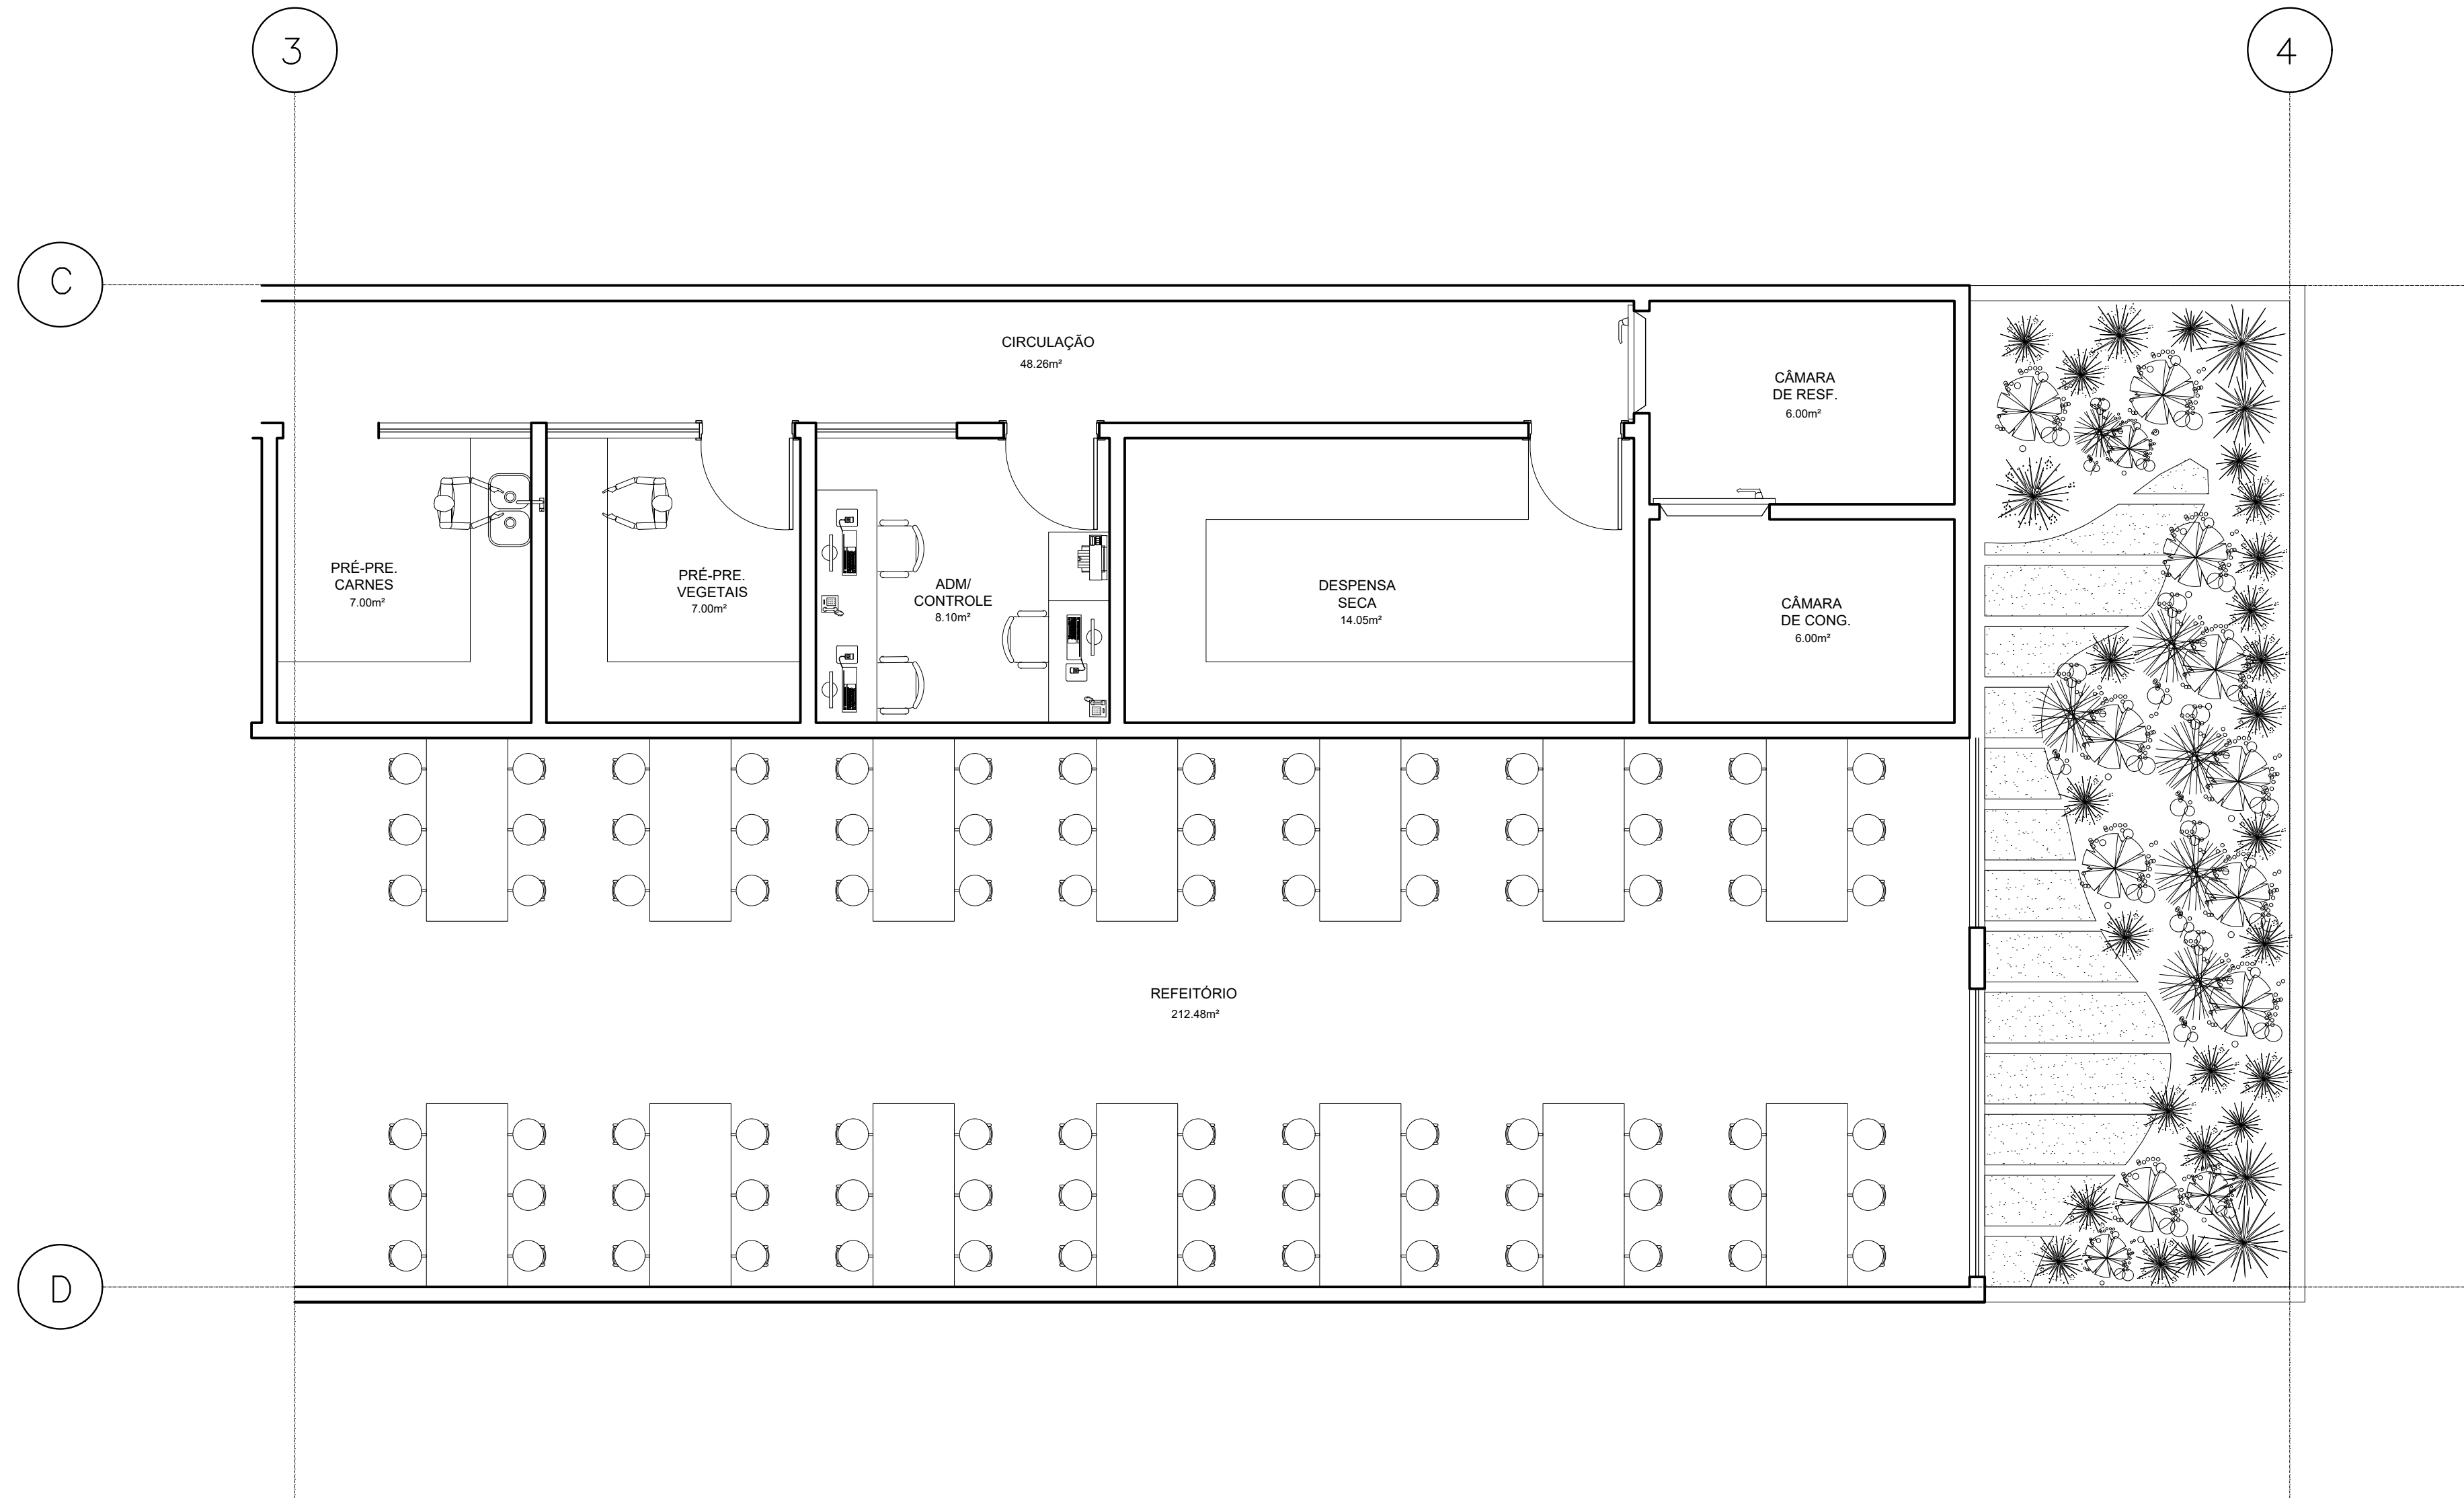 3
4
C
CIRCULAÇÃO
48.26m²
CÂMARA
DE RESF.
6.00m²
PRÉ-PRE.
CARNES
7.00m²
PRÉ-PRE.
VEGETAIS
7.00m²
ADM/
CONTROLE
8.10m²
DESPENSA
SECA
14.05m²
CÂMARA
DE CONG.
6.00m²
REFEITÓRIO
212.48m²
D